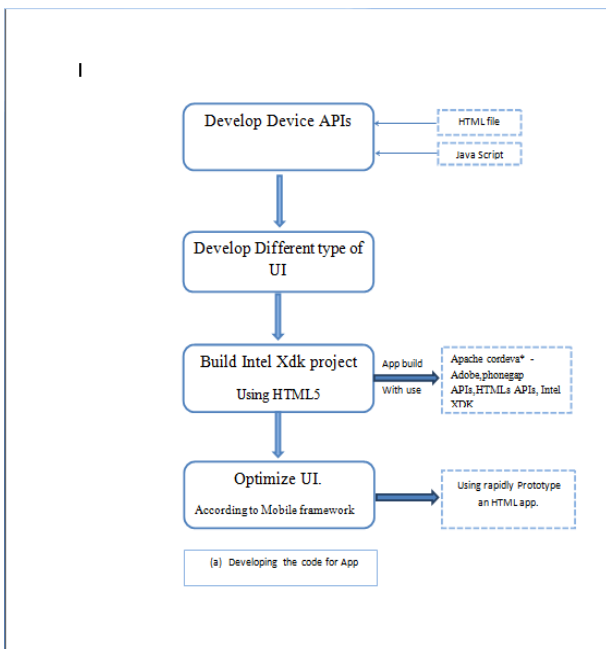 I
Develop Device APIs
HTML file
Java Script
Develop Different type of
UI
Build Intel Xdk project
Using HTML5
App build
With use
Apache cordeva* -
Adobe,phonegap
APIs,HTMLs APIs, Intel
XDK
Optimize UI.
According to Mobile framework
Using rapidly Prototype
an HTML app.
(a) Developing the code for App